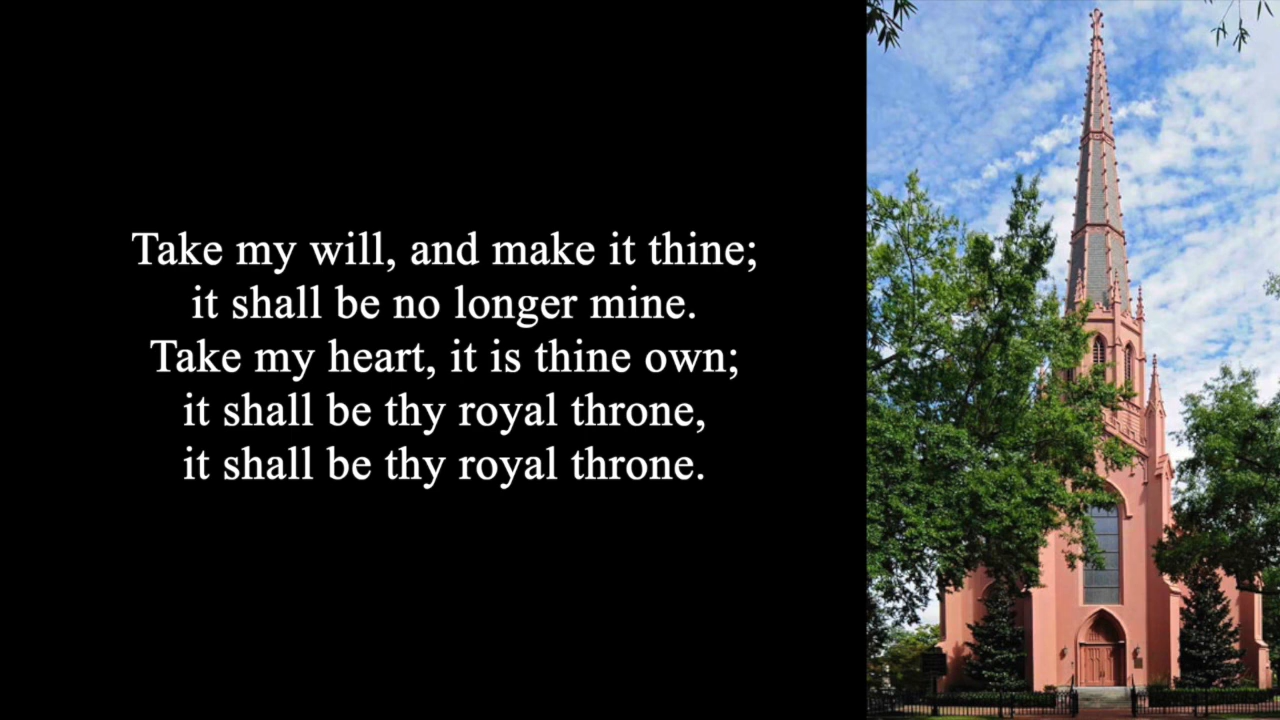 Take my will, and make it thine;
it shall be no longer mine.
Take my heart, it is thine own;
it shall be thy royal throne,
it shall be thy royal throne.